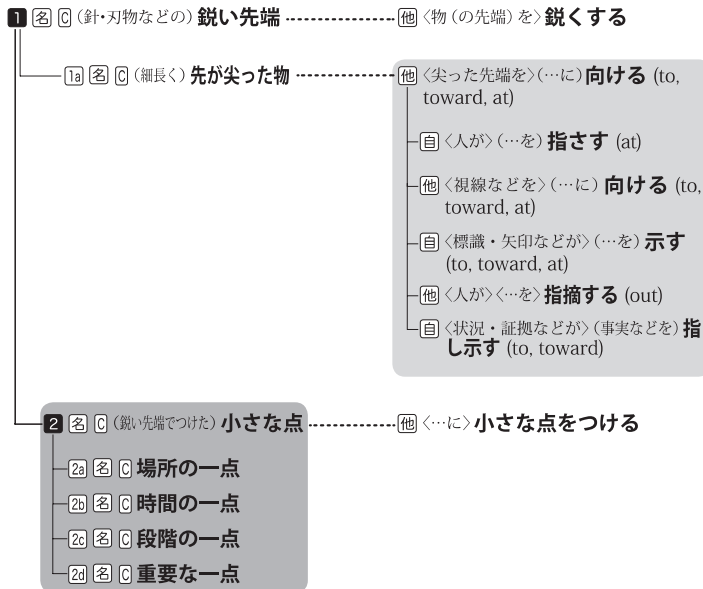 1 名 C (針・刃物などの) 鋭い先端 他 〈物 (の先端) を〉 鋭くする
1a 名 C (細長く) 先が尖った物 他 〈尖った先端を〉 (…に) 向ける (to,
toward, at)
自 〈人が〉 (…を) 指さす (at)
他 〈視線などを〉 (…に) 向ける (to,
toward, at)
自 〈標識・矢印などが〉 (…を) 示す
(to, toward, at)
他 〈人が〉 〈…を〉 指摘する (out)
自 〈状況・証拠などが〉 (事実などを) 指
し示す (to, toward)
2 名 C (鋭い先端でつけた) 小さな点 他 〈…に〉 小さな点をつける
2a 名 C 場所の一点
2b 名 C 時間の一点
2c 名 C 段階の一点
2d 名 C 重要な一点